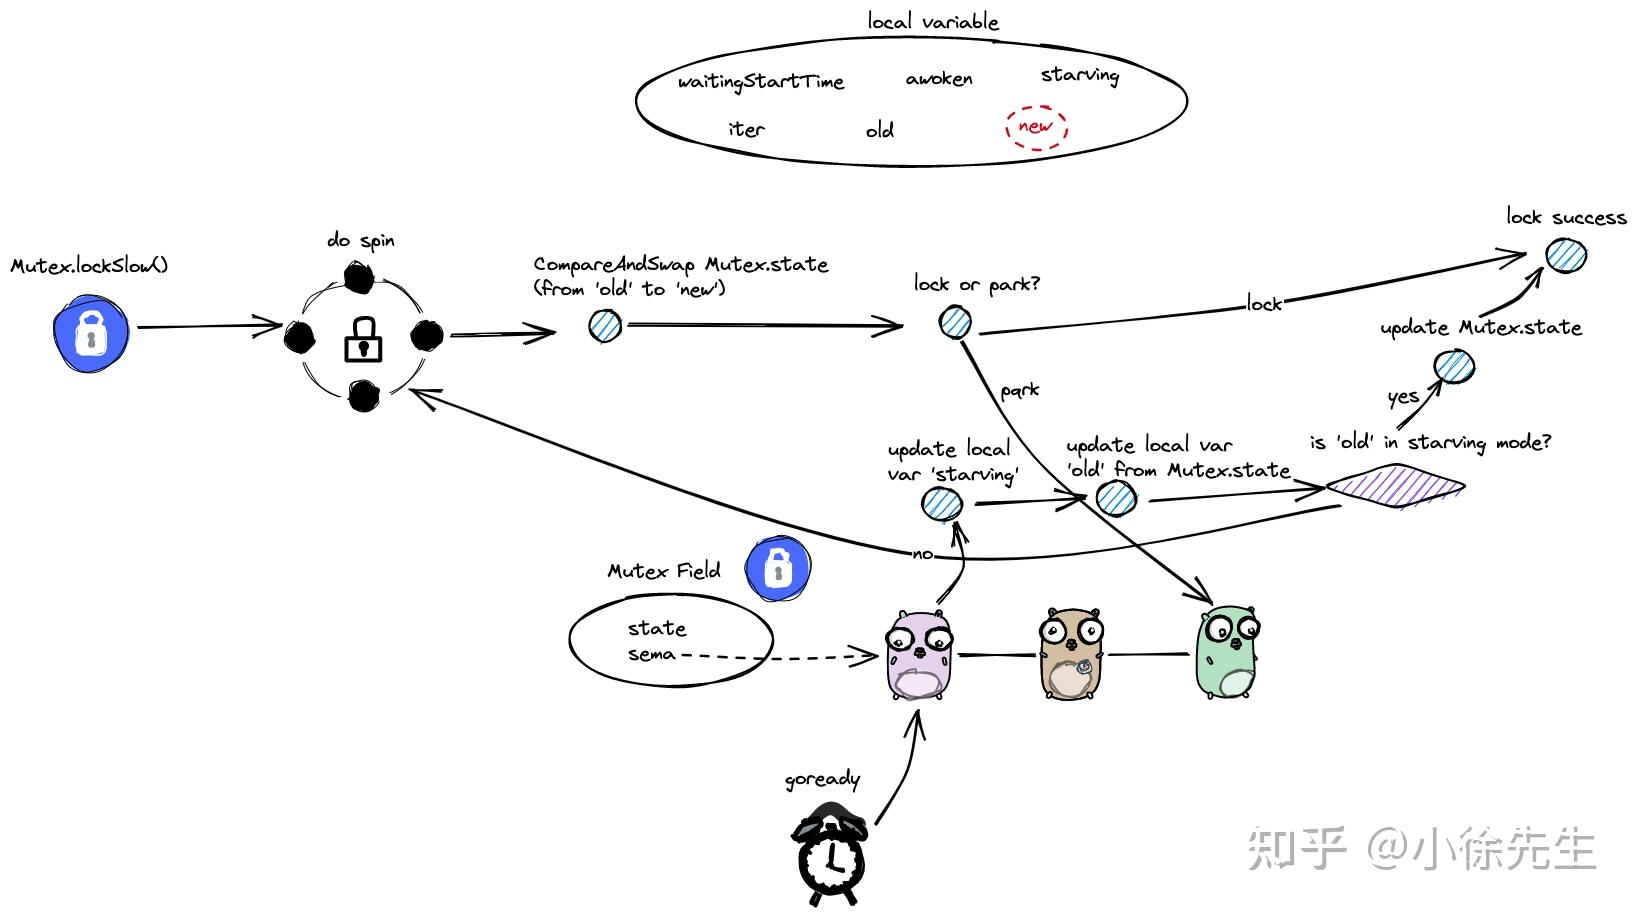 local variable
waitingStartTime awoken starving
iter old new
lock success
do spin
Mutex.lockSlow()
CompareAndSwap Mutex.state
(from 'old' to 'new')
lock or park?
lock
update Mutex.state
park
yes
update local
var 'starving'
update local var
'old' from Mutex.state
is 'old' in starving mode?
no
Mutex Field
state
sema
goready
知乎 @小徐先生